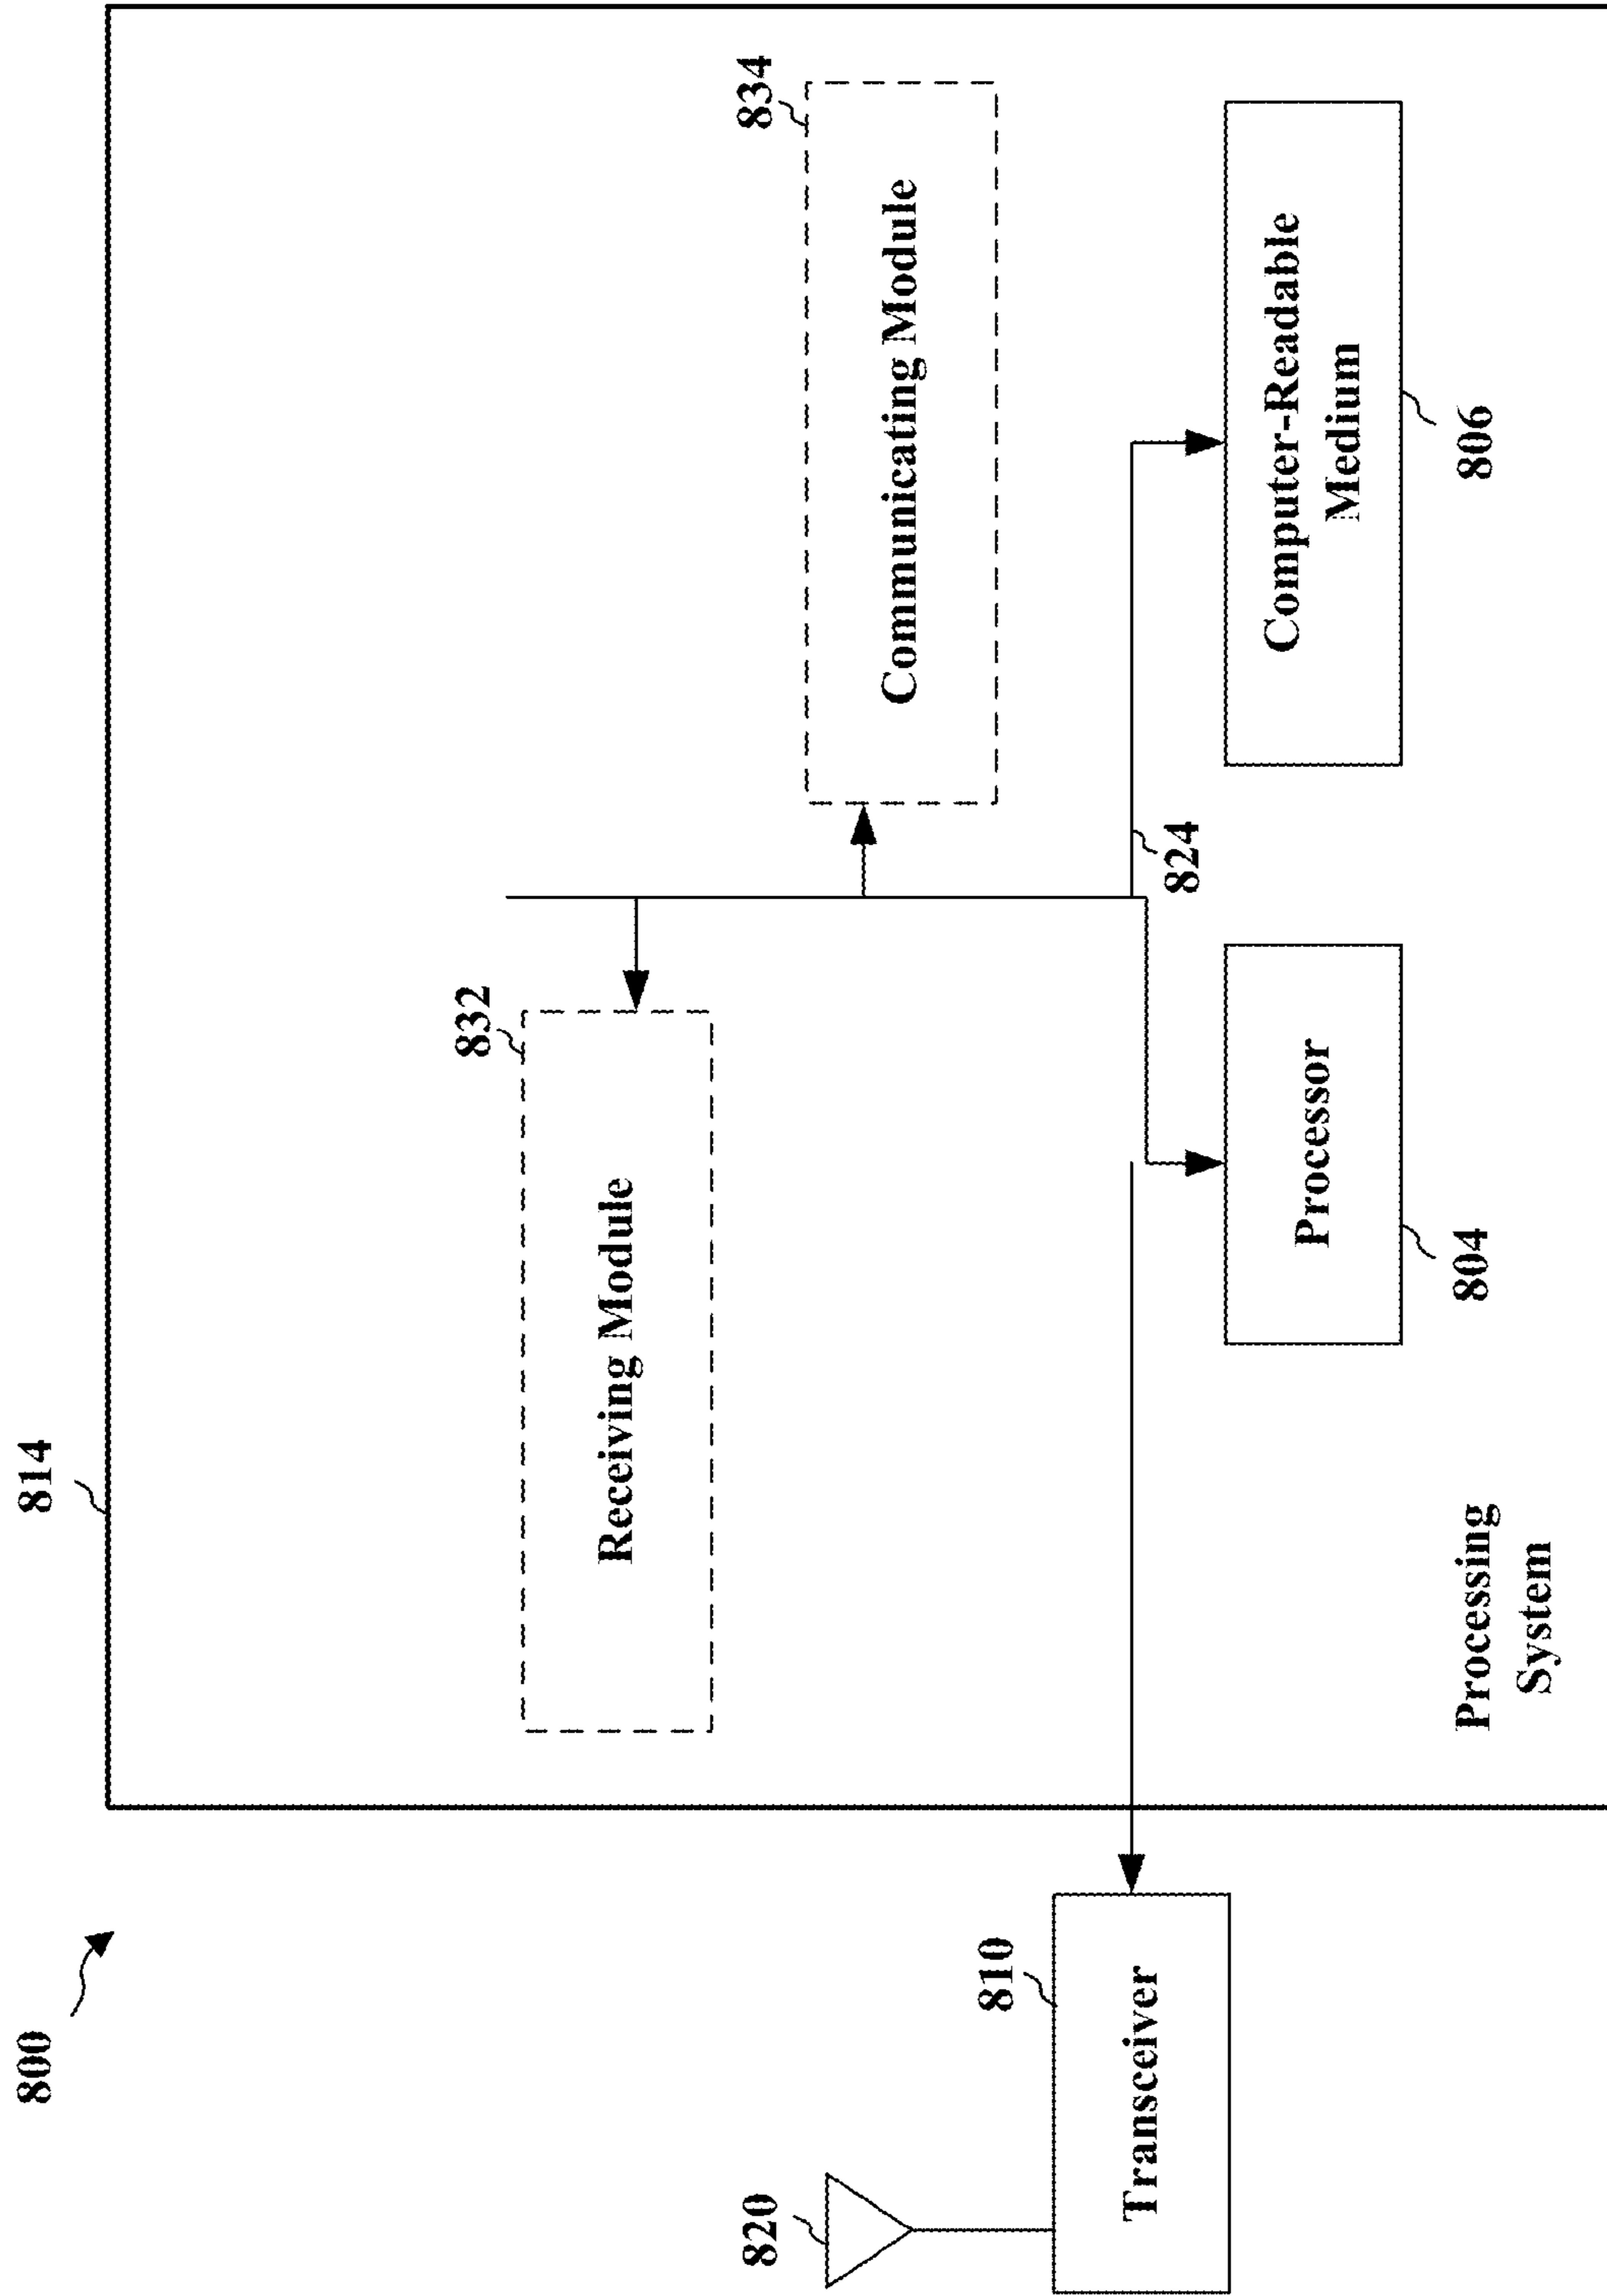 800
814
832
Receiving Module
834
Communicating Module
820
810
Transceiver
824
Processor
804
Computer-Readable
Medium
806
Processing
System